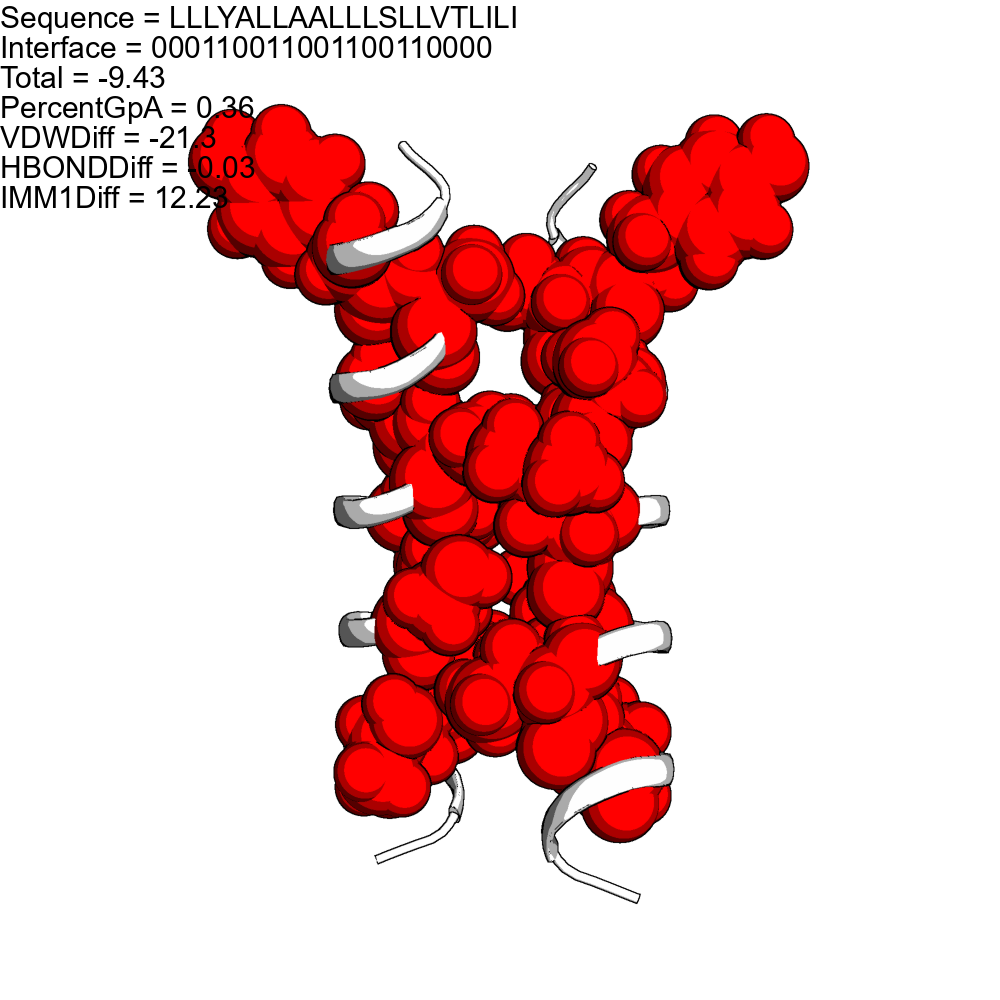 Sequence = LLLYALLAALLLSLLVTLILI
Interface = 000110011001100110000
Total = -9.43
PercentGpA = 0.36
VDWDiff = -21.3
HBONDDiff = -0.03
IMM1Diff = 12.23